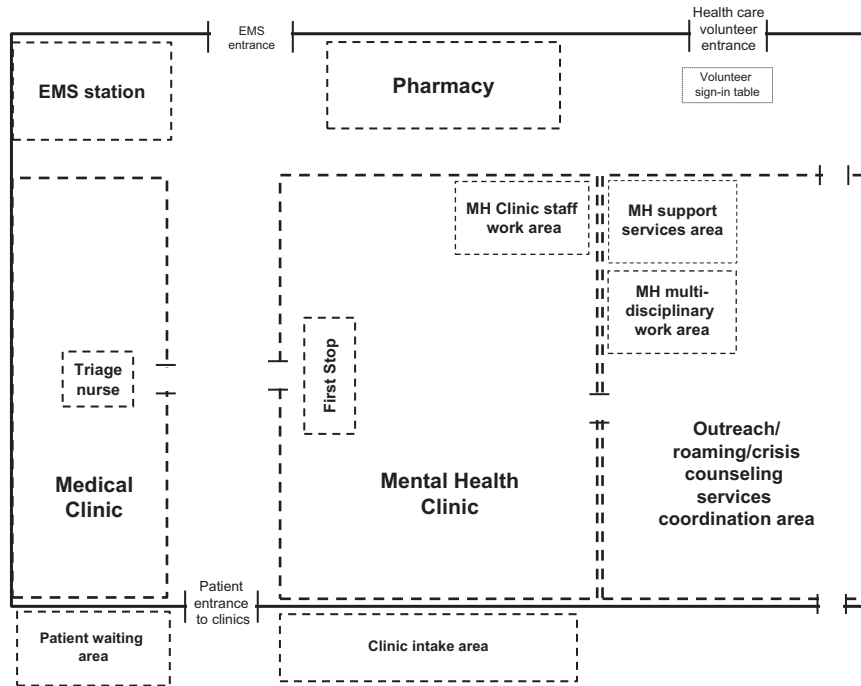 EMS
entrance
Health care
volunteer
entrance
EMS station
Pharmacy
Volunteer
sign-in table
MH Clinic staff
work area
MH support
services area
MH multi-
disciplinary
work area
Triage
nurse
First Stop
Medical
Clinic
Mental Health
Clinic
Outreach/
roaming/crisis
counseling
services
coordination area
Patient
entrance
to clinics
Patient waiting
area
Clinic intake area